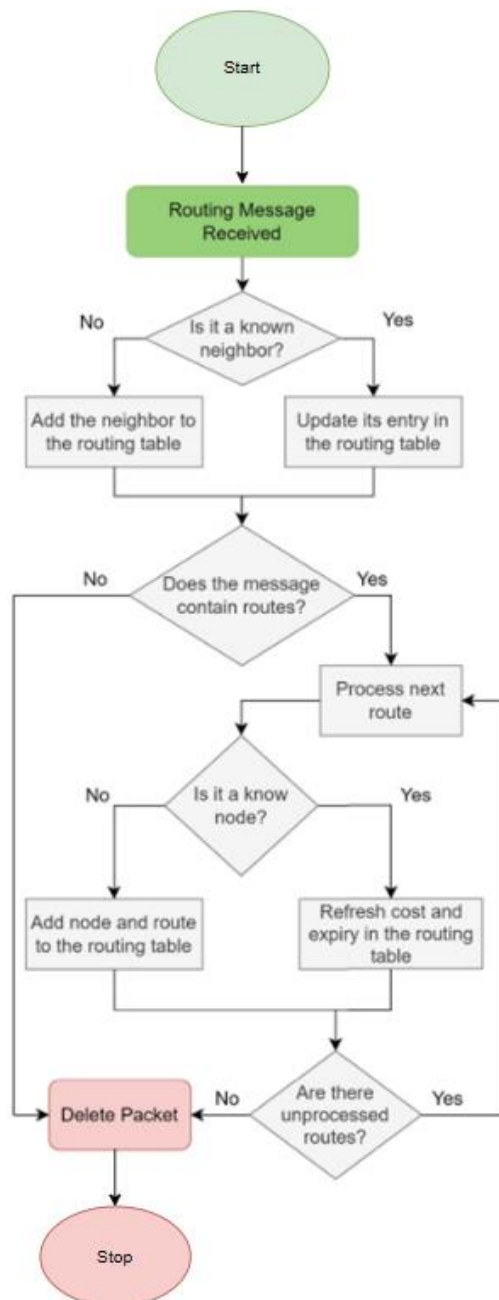 Start
Routing Message
Received
No
Yes
Is it a known
neighbor?
Add the neighbor to
the routing table
Update its entry in
the routing table
No
Yes
Does the message
contain routes?
Process next
route
No
Yes
Is it a know
node?
Add node and route
to the routing table
Refresh cost and
expiry in the routing
table
Delete Packet
No
Are there
unprocessed
routes?
Yes
Stop